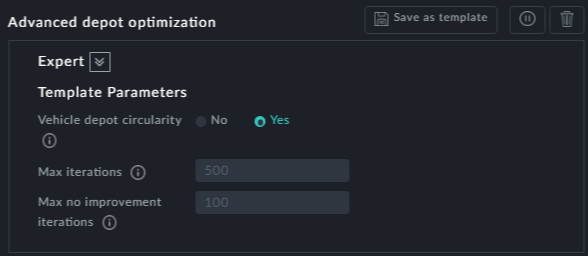 Advanced depot optimization
Save as template
Expert
Template Parameters
Vehicle depot circularity
No
Yes
Max iterations
500
Max no improvement
iterations
100